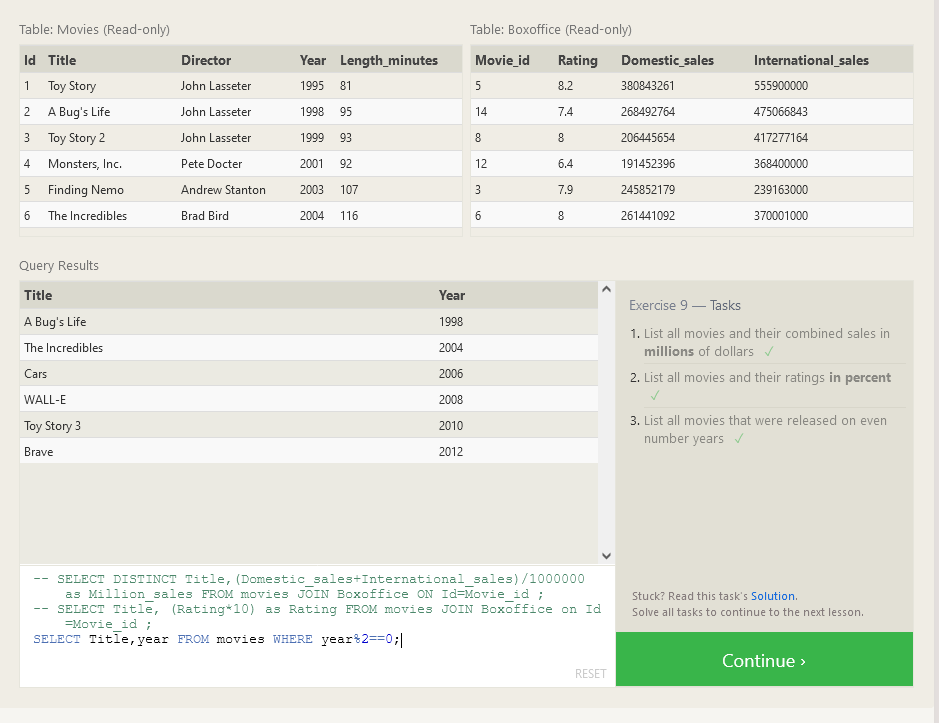 Table: Movies (Read-only)
Id Title Director Year Length_minutes
1 Toy Story John Lasseter 1995 81
2 A Bug's Life John Lasseter 1998 95
3 Toy Story 2 John Lasseter 1999 93
4 Monsters, Inc. Pete Docter 2001 92
5 Finding Nemo Andrew Stanton 2003 107
6 The Incredibles Brad Bird 2004 116
Table: Boxoffice (Read-only)
Movie_id Rating Domestic_sales International_sales
5 8.2 380843261 555900000
14 7.4 268492764 475066843
8 8 206445654 417277164
12 6.4 191452396 368400000
3 7.9 245852179 239163000
6 8 261441092 370001000
Query Results
Title Year
A Bug's Life 1998
The Incredibles 2004
Cars 2006
WALL-E 2008
Toy Story 3 2010
Brave 2012
-- SELECT DISTINCT Title,(Domestic_sales+International_sales)/1000000
as Million_sales FROM movies JOIN Boxoffice ON Id=Movie_id ;
-- SELECT Title, (Rating*10) as Rating FROM movies JOIN Boxoffice on Id
=Movie_id ;
SELECT Title,year FROM movies WHERE year%2==0;
RESET
Exercise 9 — Tasks
1. List all movies and their combined sales in
millions of dollars ✓
2. List all movies and their ratings in percent
✓
3. List all movies that were released on even
number years ✓
Stuck? Read this task's Solution.
Solve all tasks to continue to the next lesson.
Continue ›